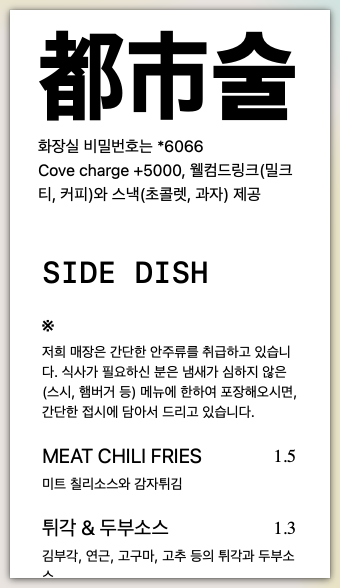 都市술
화장실 비밀번호는 *6066
Cove charge +5000, 웰컴드링크(밀크
티, 커피)와 스낵(초콜렛, 과자) 제공
SIDE DISH
※
저희 매장은 간단한 안주류를 취급하고 있습니
다. 식사가 필요하신 분은 냄새가 심하지 않은
(스시, 햄버거 등) 메뉴에 한하여 포장해오시면,
간단한 접시에 담아서 드리고 있습니다.
MEAT CHILI FRIES 1.5
미트 칠리소스와 감자튀김
튀각 & 두부소스 1.3
김부각, 연근, 고구마, 고추 등의 튀각과 두부소
스